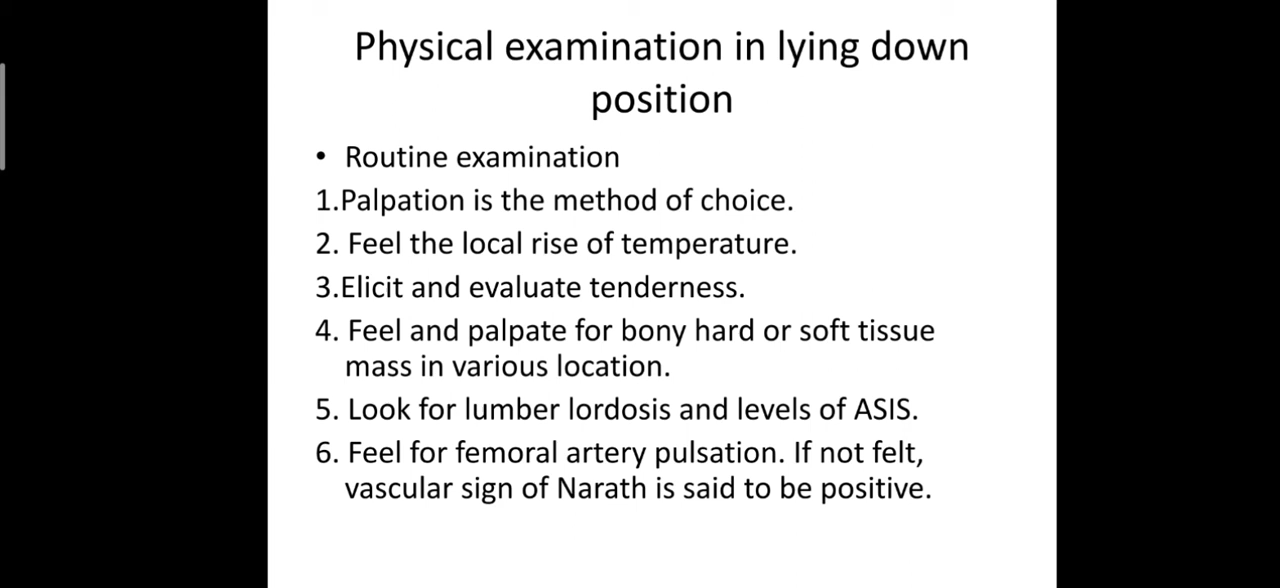 Physical examination in lying down
position
• Routine examination
1.Palpation is the method of choice.
2. Feel the local rise of temperature.
3.Elicit and evaluate tenderness.
4. Feel and palpate for bony hard or soft tissue
mass in various location.
5. Look for lumber lordosis and levels of ASIS.
6. Feel for femoral artery pulsation. If not felt,
vascular sign of Narath is said to be positive.